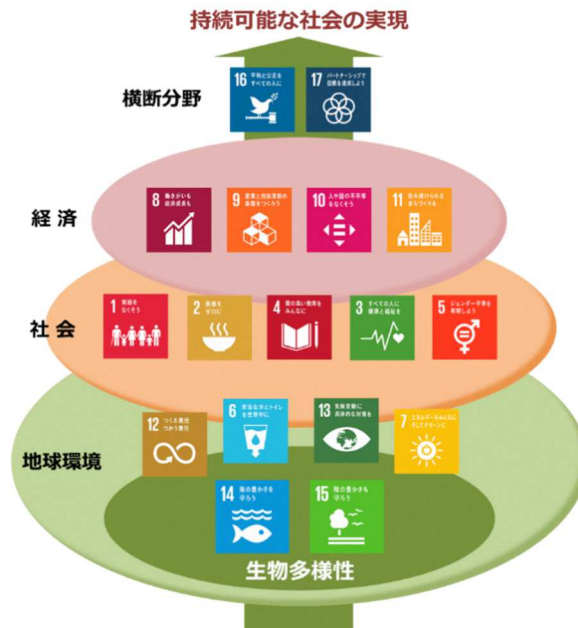 持続可能な社会の実現
横断分野
16 平和と公正を
すべての人に
17 パートナーシップで
目標を達成しよう
経済
8 働きがいも
経済成長も
9 産業と技術革新の
基盤をつくろう
10 人や国の不平等
をなくそう
11 住み続けられる
まちづくりを
社会
1 貧困を
なくそう
2 飢餓を
ゼロに
4 質の高い教育を
みんなに
3 すべての人に
健康と福祉を
5 ジェンダー平等を
実現しよう
地球環境
12 つくる責任
つかう責任
6 安全な水とトイレ
を世界中に
13 気候変動に
具体的な対策を
7 エネルギーをみんなに
そしてクリーンに
14 海の豊かさを
守ろう
15 陸の豊かさも
守ろう
生物多様性